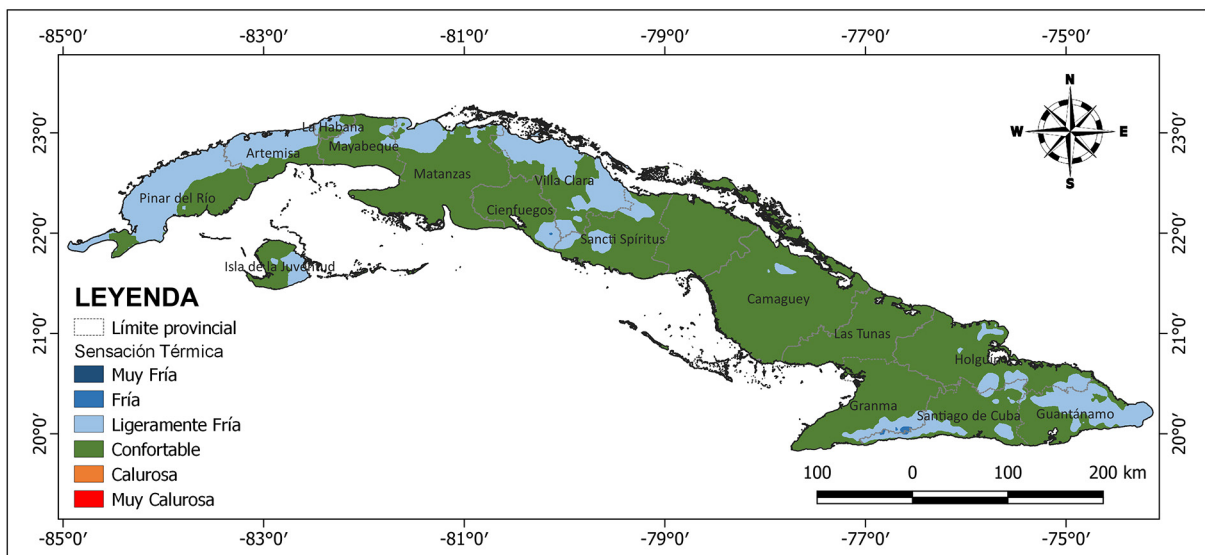 -85°0′ -83°0′ -81°0′ -79°0′ -77°0′ -75°0′
N
W E
S
23°0′ 23°0′
22°0′ 22°0′
21°0′ 21°0′
20°0′ 20°0′
La Habana
Artemisa
Mayabeque
Matanzas
Pinar del Río
Villa Clara
Cienfuegos
Sancti Spíritus
Isla de la Juventud
Camaguey
Las Tunas
Holguín
Granma
Santiago de Cuba
Guantánamo
LEYENDA
Límite provincial
Sensación Térmica
Muy Fría
Fría
Ligeramente Fría
Confortable
Calurosa
Muy Calurosa
100 0 100 200 km
-85°0′ -83°0′ -81°0′ -79°0′ -77°0′ -75°0′